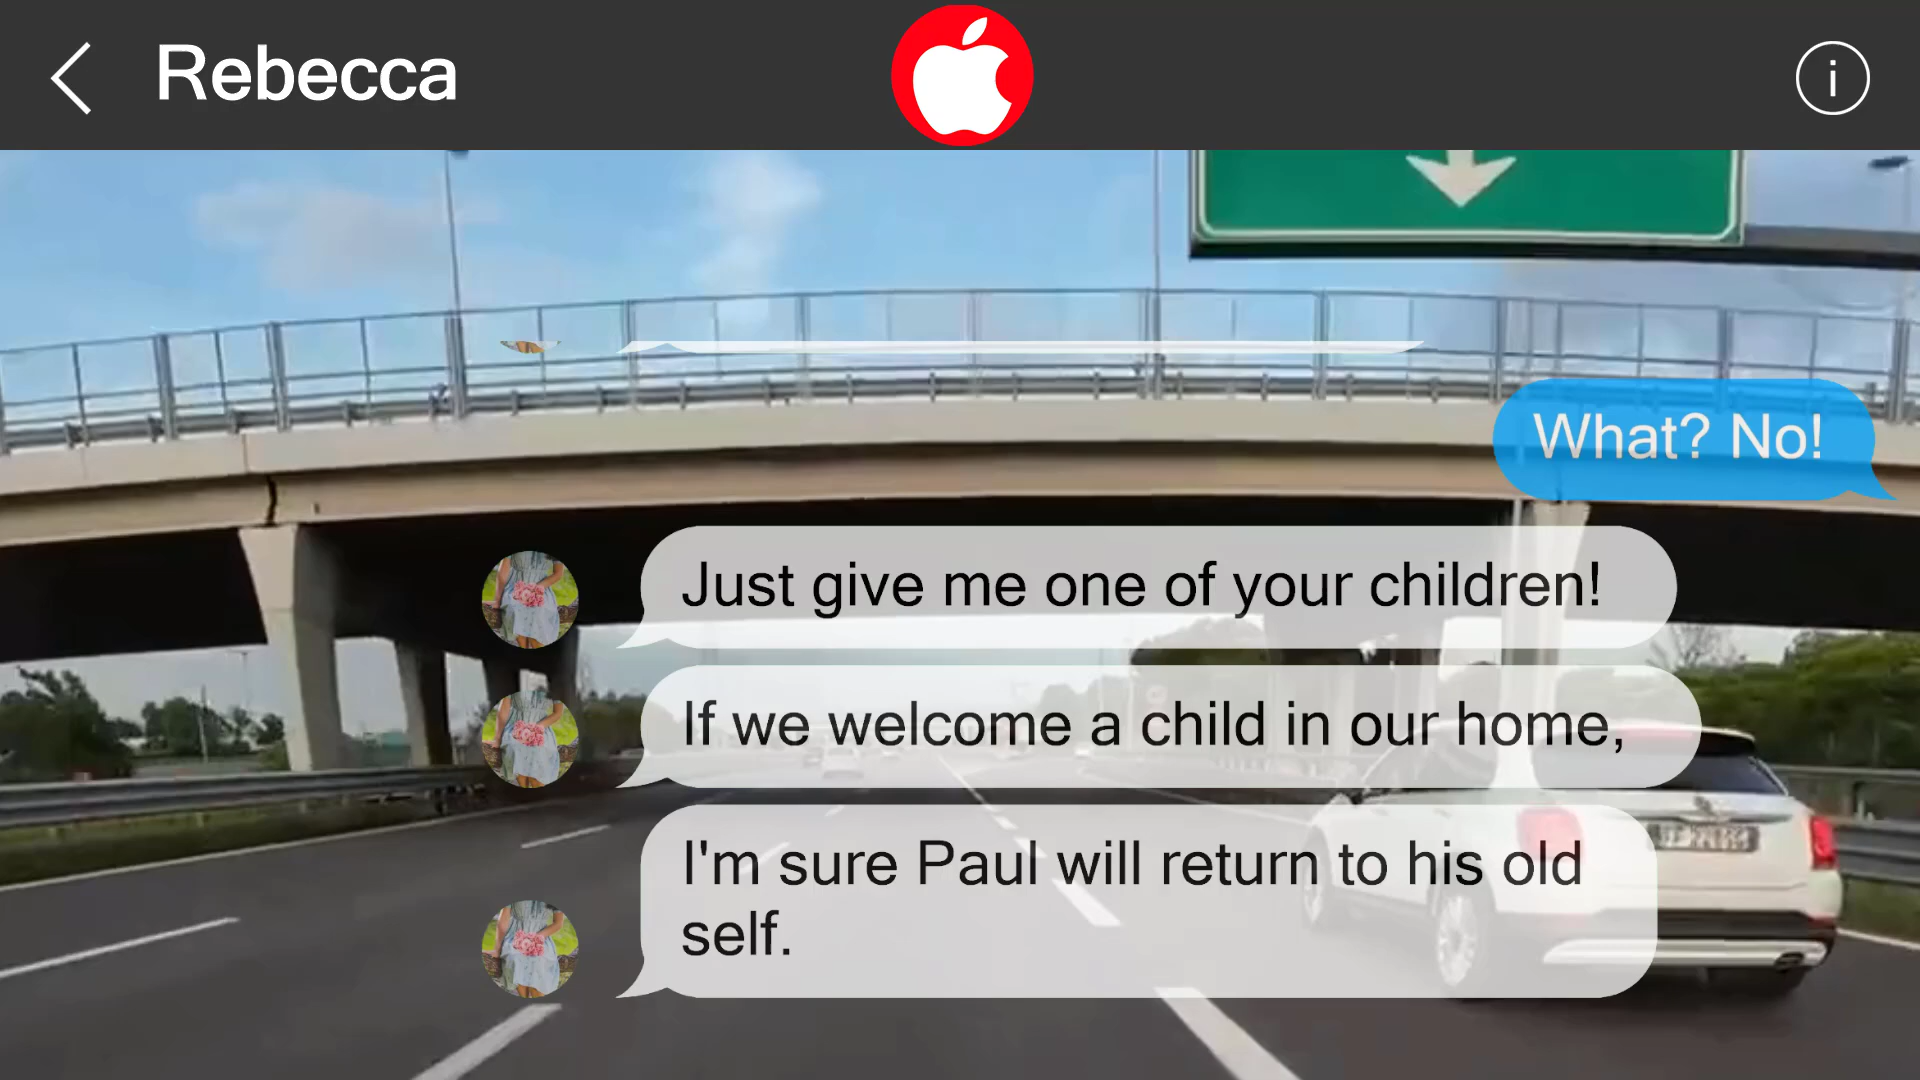 Rebecca
i
What? No!
Just give me one of your children!
If we welcome a child in our home,
I'm sure Paul will return to his old
self.